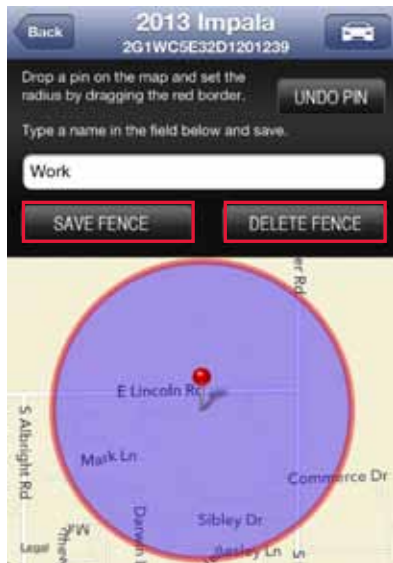 Back
2013 Impala
2G1WC5E32D1201239
Drop a pin on the map and set the
radius by dragging the red border.
UNDO PIN
Type a name in the field below and save.
Work
SAVE FENCE
DELETE FENCE
er Rd
E Lincoln Rd
S Albright Rd
Mark Ln
Commerce Dr
Sibley Dr
Legal